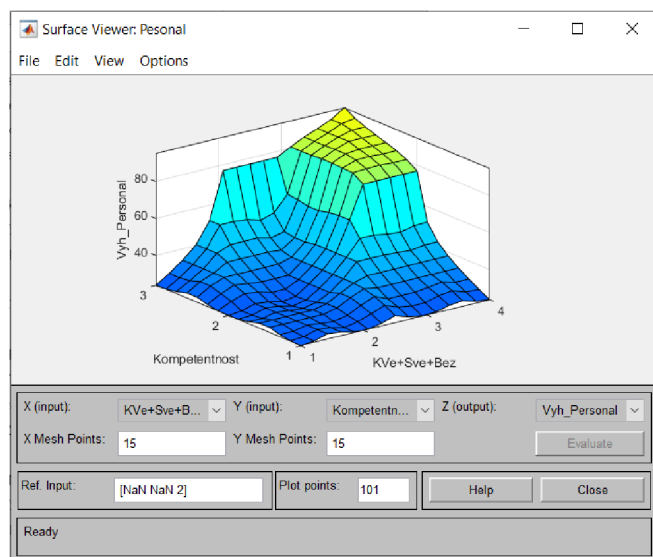 Surface Viewer: Pesonal
File Edit View Options
80
60
40
Vyh_Personal
3
2
1
Kompetentnost
1
2
3
4
KVe+Sve+Bez
X (input): KVe+Sve+B... Y (input): Kompetentn... Z (output): Vyh_Personal
X Mesh Points: 15 Y Mesh Points: 15 Evaluate
Ref. Input: [NaN NaN 2] Plot points: 101 Help Close
Ready